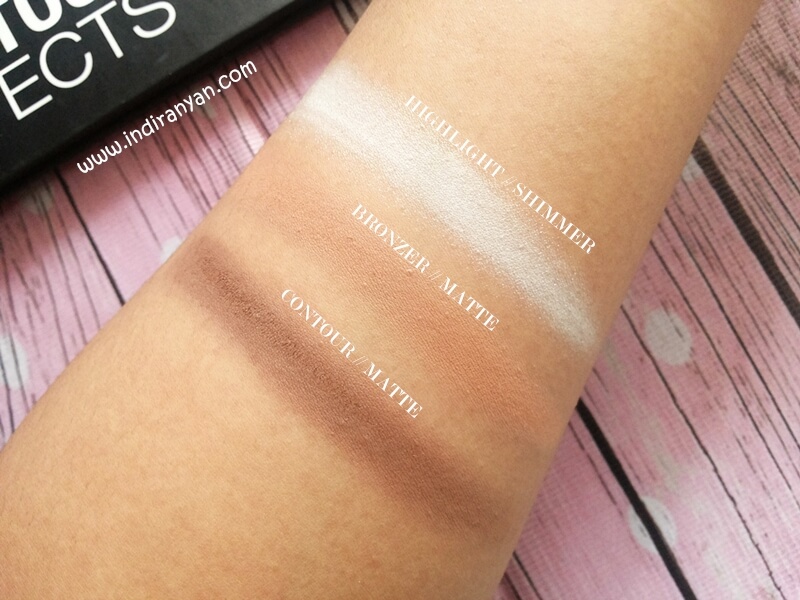 ECTS
www.indiranyan.com
HIGHLIGHT / SHIMMER
BRONZER // MATTE
CONTOUR // MATTE